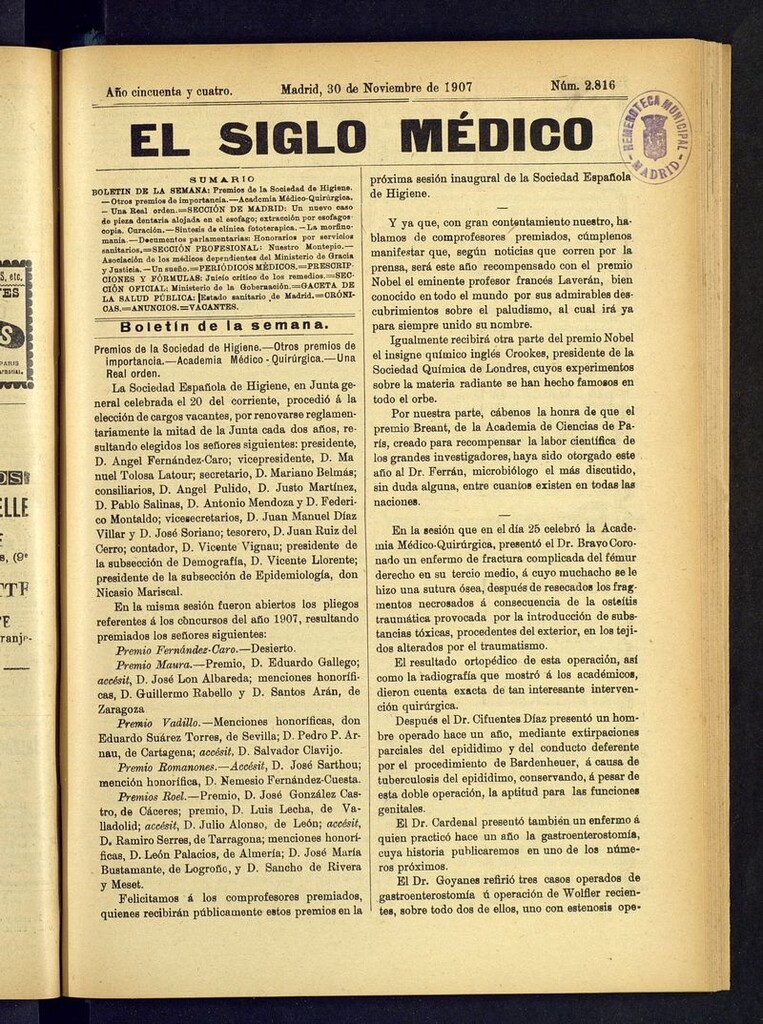 Año cincuenta y cuatro.
Madrid, 30 de Noviembre de 1907
Núm. 2.816
EL SIGLO MÉDICO
HEMEROTECA MUNICIPAL
MADRID
SUMARIO
BOLETIN DE LA SEMANA: Premios de la Sociedad de Higiene.
—Otros premios de importancia.—Academia Médico-Quirúrgica.
—Una Real orden.=SECCIÓN DE MADRID: Un nuevo caso
de pieza dentaria alojada en el esófago; extracción por esofagos-
copia. Curación.—Síntesis de clínica fototerapica.—La morfino-
manía.—Documentos parlamentarios: Honorarios por servicios
sanitarios.=SECCIÓN PROFESIONAL: Nuestro Montepío.—
Asociación de los médicos dependientes del Ministerio de Gracia
y Justicia.—Un sueño.=PERIÓDICOS MÉDICOS.=PRESCRIP-
CIONES Y FÓRMULAS: Juicio crítico de los remedios.=SEC-
CIÓN OFICIAL: Ministerio de la Gobernación.=GACETA DE
LA SALUD PÚBLICA: Estado sanitario de Madrid.=CRÓNI-
CAS.=ANUNCIOS.=VACANTES.
Boletín de la semana.
Premios de la Sociedad de Higiene.—Otros premios de
importancia.—Academia Médico-Quirúrgica.—Una
Real orden.
La Sociedad Española de Higiene, en Junta ge-
neral celebrada el 20 del corriente, procedió á la
elección de cargos vacantes, por renovarse reglamen-
tariamente la mitad de la Junta cada dos años, re-
sultando elegidos los señores siguientes: presidente,
D. Angel Fernández-Caro; vicepresidente, D. Ma
nuel Tolosa Latour; secretario, D. Mariano Belmás;
consiliarios, D. Angel Pulido, D. Justo Martínez,
D. Pablo Salinas, D. Antonio Mendoza y D. Federi-
co Montaldo; vicesecretarios, D. Juan Manuel Díaz
Villar y D. José Soriano; tesorero, D. Juan Ruiz del
Cerro; contador, D. Vicente Vignau; presidente de
la subsección de Demografía, D. Vicente Llorente;
presidente de la subsección de Epidemiología, don
Nicasio Mariscal.
En la misma sesión fueron abiertos los pliegos
referentes á los concursos del año 1907, resultando
premiados los señores siguientes:
Premio Fernández-Caro.—Desierto.
Premio Maura.—Premio, D. Eduardo Gallego;
accésit, D. José Lon Albareda; menciones honorífi-
cas, D. Guillermo Rabello y D. Santos Arán, de
Zaragoza
Premio Vadillo.—Menciones honoríficas, don
Eduardo Suárez Torres, de Sevilla; D. Pedro P. Ar-
nau, de Cartagena; accésit, D. Salvador Clavijo.
Premio Romanones.—Accésit, D. José Sarthou;
mención honorífica, D. Nemesio Fernández-Cuesta.
Premios Roel.—Premio, D. José González Cas-
tro, de Cáceres; premio, D. Luis Lecha, de Va-
lladolid; accésit, D. Julio Alonso, de León; accésit,
D. Ramiro Serres, de Tarragona; menciones honorí-
ficas, D. León Palacios, de Almería; D. José María
Bustamante, de Logroño, y D. Sancho de Rivera
y Meset.
Felicitamos á los comprofesores premiados,
quienes recibirán públicamente estos premios en la
próxima sesión inaugural de la Sociedad Española
de Higiene.
Y ya que, con gran contentamiento nuestro, ha-
blamos de comprofesores premiados, cúmplenos
manifestar que, según noticias que corren por la
prensa, será este año recompensado con el premio
Nobel el eminente profesor francés Laverán, bien
conocido en todo el mundo por sus admirables des-
cubrimientos sobre el paludismo, al cual irá ya
para siempre unido su nombre.
Igualmente recibirá otra parte del premio Nobel
el insigne químico inglés Crookes, presidente de la
Sociedad Química de Londres, cuyos experimentos
sobre la materia radiante se han hecho famosos en
todo el orbe.
Por nuestra parte, cábenos la honra de que el
premio Breant, de la Academia de Ciencias de Pa-
rís, creado para recompensar la labor científica de
los grandes investigadores, haya sido otorgado este
año al Dr. Ferrán, microbiólogo el más discutido,
sin duda alguna, entre cuantos existen en todas las
naciones.
En la sesión que en el día 25 celebró la Acade-
mia Médico-Quirúrgica, presentó el Dr. Bravo Coro-
nado un enfermo de fractura complicada del fémur
derecho en su tercio medio, á cuyo muchacho se le
hizo una sutura ósea, después de resecados los frag-
mentos necrosados á consecuencia de la osteítis
traumática provocada por la introducción de subs-
tancias tóxicas, procedentes del exterior, en los teji-
dos alterados por el traumatismo.
El resultado ortopédico de esta operación, así
como la radiografía que mostró á los académicos,
dieron cuenta exacta de tan interesante interven-
ción quirúrgica.
Después el Dr. Cifuentes Díaz presentó un hom-
bre operado hace un año, mediante extirpaciones
parciales del epidídimo y del conducto deferente
por el procedimiento de Bardenheuer, á causa de
tuberculosis del epidídimo, conservando, á pesar de
esta doble operación, la aptitud para las funciones
genitales.
El Dr. Cardenal presentó también un enfermo á
quien practicó hace un año la gastroenterostomía,
cuya historia publicaremos en uno de los núme-
ros próximos.
El Dr. Goyanes refirió tres casos operados de
gastroenterostomía ú operación de Wolfler recien-
tes, sobre todo dos de ellos, uno con estenosis ope-